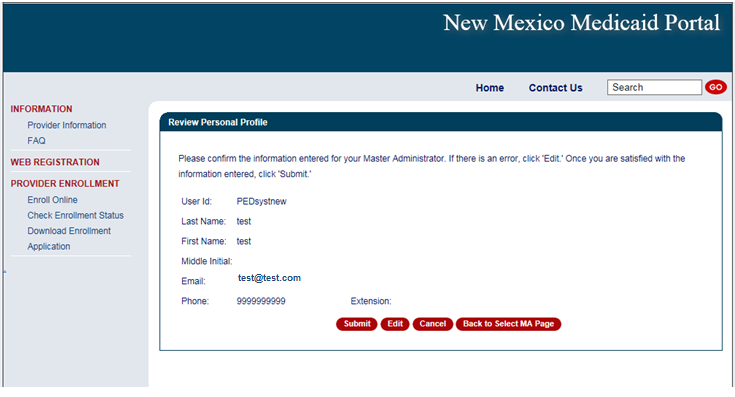 New Mexico Medicaid Portal
Home Contact Us Search GO
INFORMATION
Provider Information
FAQ
WEB REGISTRATION
PROVIDER ENROLLMENT
Enroll Online
Check Enrollment Status
Download Enrollment
Application
Review Personal Profile
Please confirm the information entered for your Master Administrator. If there is an error, click 'Edit.' Once you are satisfied with the
information entered, click 'Submit.'
User Id: PEDsystnew
Last Name: test
First Name: test
Middle Initial:
Email: test@test.com
Phone: 9999999999 Extension:
Submit Edit Cancel Back to Select MA Page